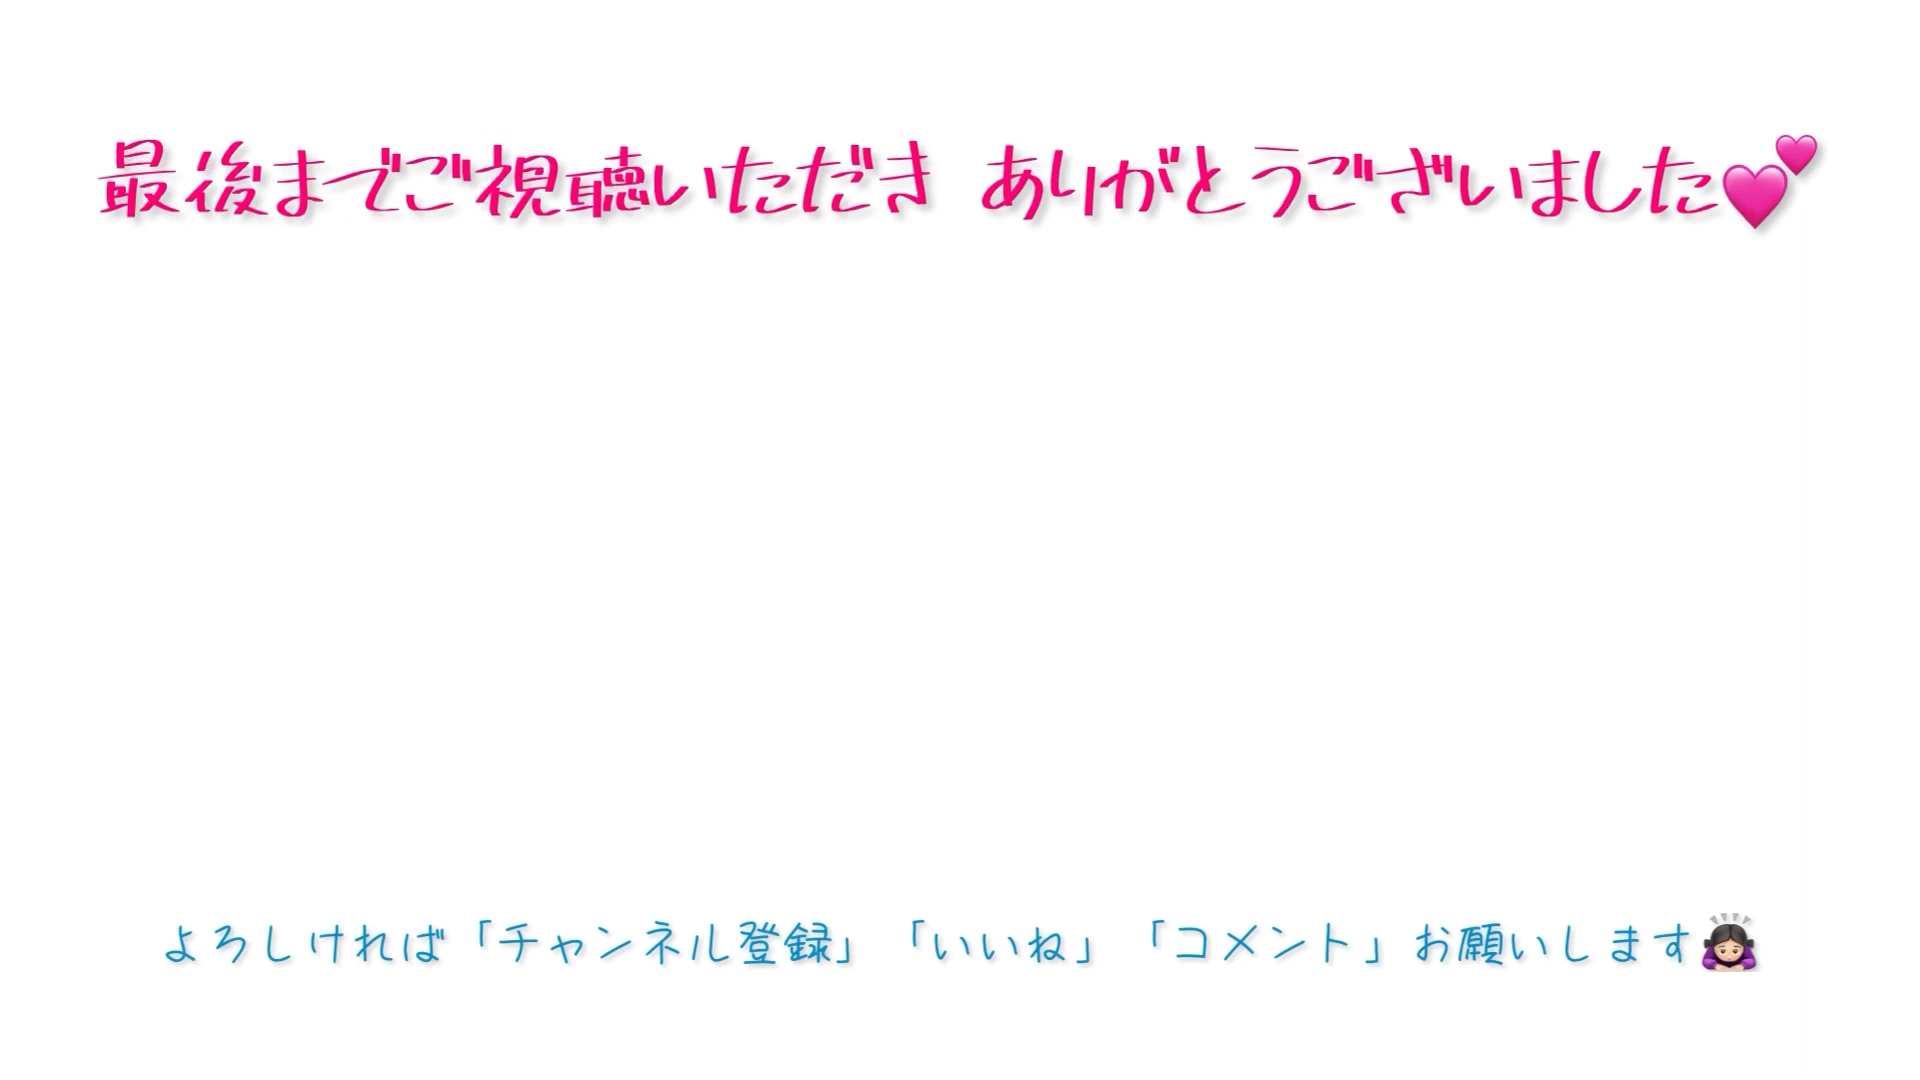 最後までご視聴いただき ありがとうございました💕
よろしければ「チャンネル登録」「いいね」「コメント」お願いします🙇🏻‍♀️